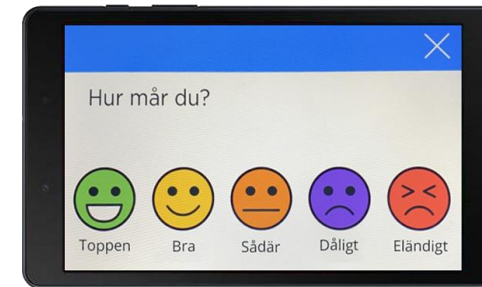 Hur mår du?
Toppen
Bra
Sådär
Dåligt
Eländigt